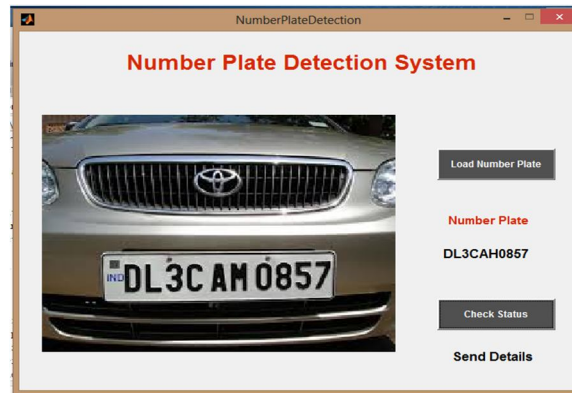 NumberPlateDetection
Number Plate Detection System
Load Number Plate
Number Plate
IND DL3C AM 0857
DL3CAH0857
Check Status
Send Details